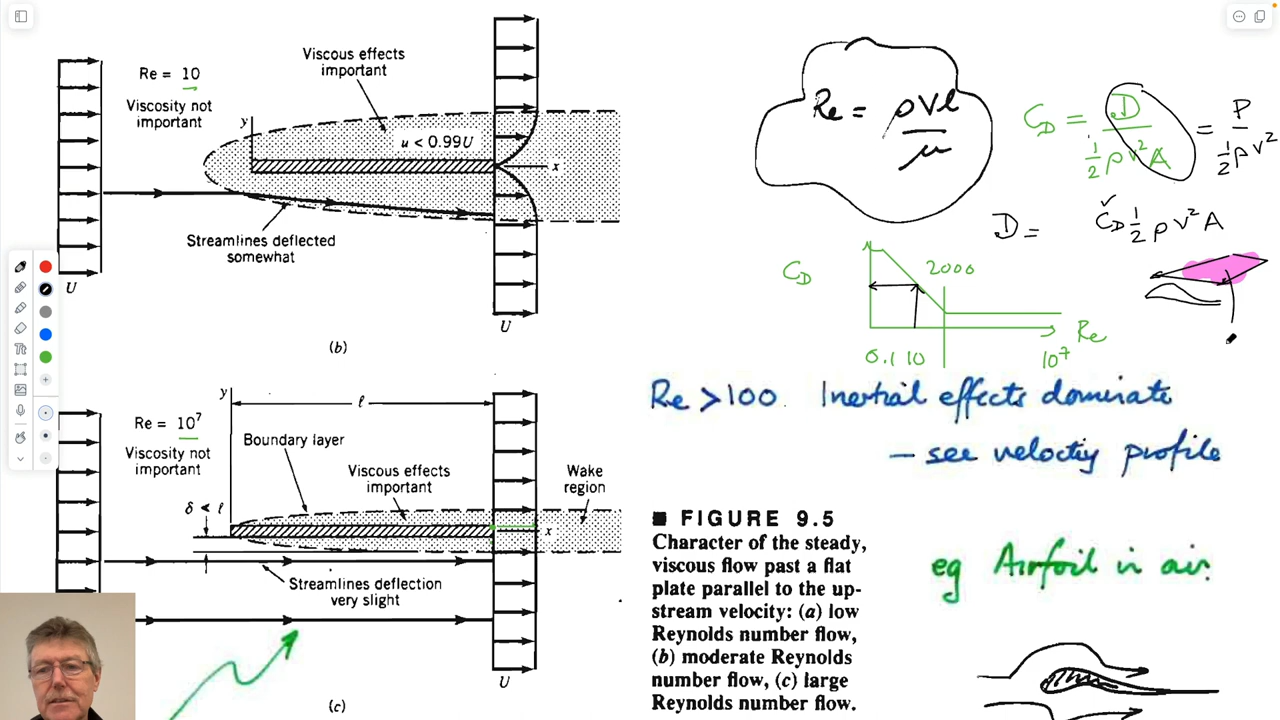 Re = 10
Viscosity not
important
Viscous effects
important
y
u < 0.99U
x
Streamlines deflected
somewhat
U
U
(b)
Re = ρVℓ
μ
C_D = D = P
½ρv²A ½ρv²
D = C_D ½ρv²A
C_D
2000
Re
0.1 10 10⁷
y
ℓ
Re = 10⁷
Viscosity not
important
Boundary layer
Viscous effects
important
Wake
region
δ < ℓ
x
Streamlines deflection
very slight
U
(c)
Re > 100. Inertial effects dominate
— see velocity profile
■ FIGURE 9.5
Character of the steady,
viscous flow past a flat
plate parallel to the up-
stream velocity: (a) low
Reynolds number flow,
(b) moderate Reynolds
number flow, (c) large
Reynolds number flow.
eg Airfoil in air.